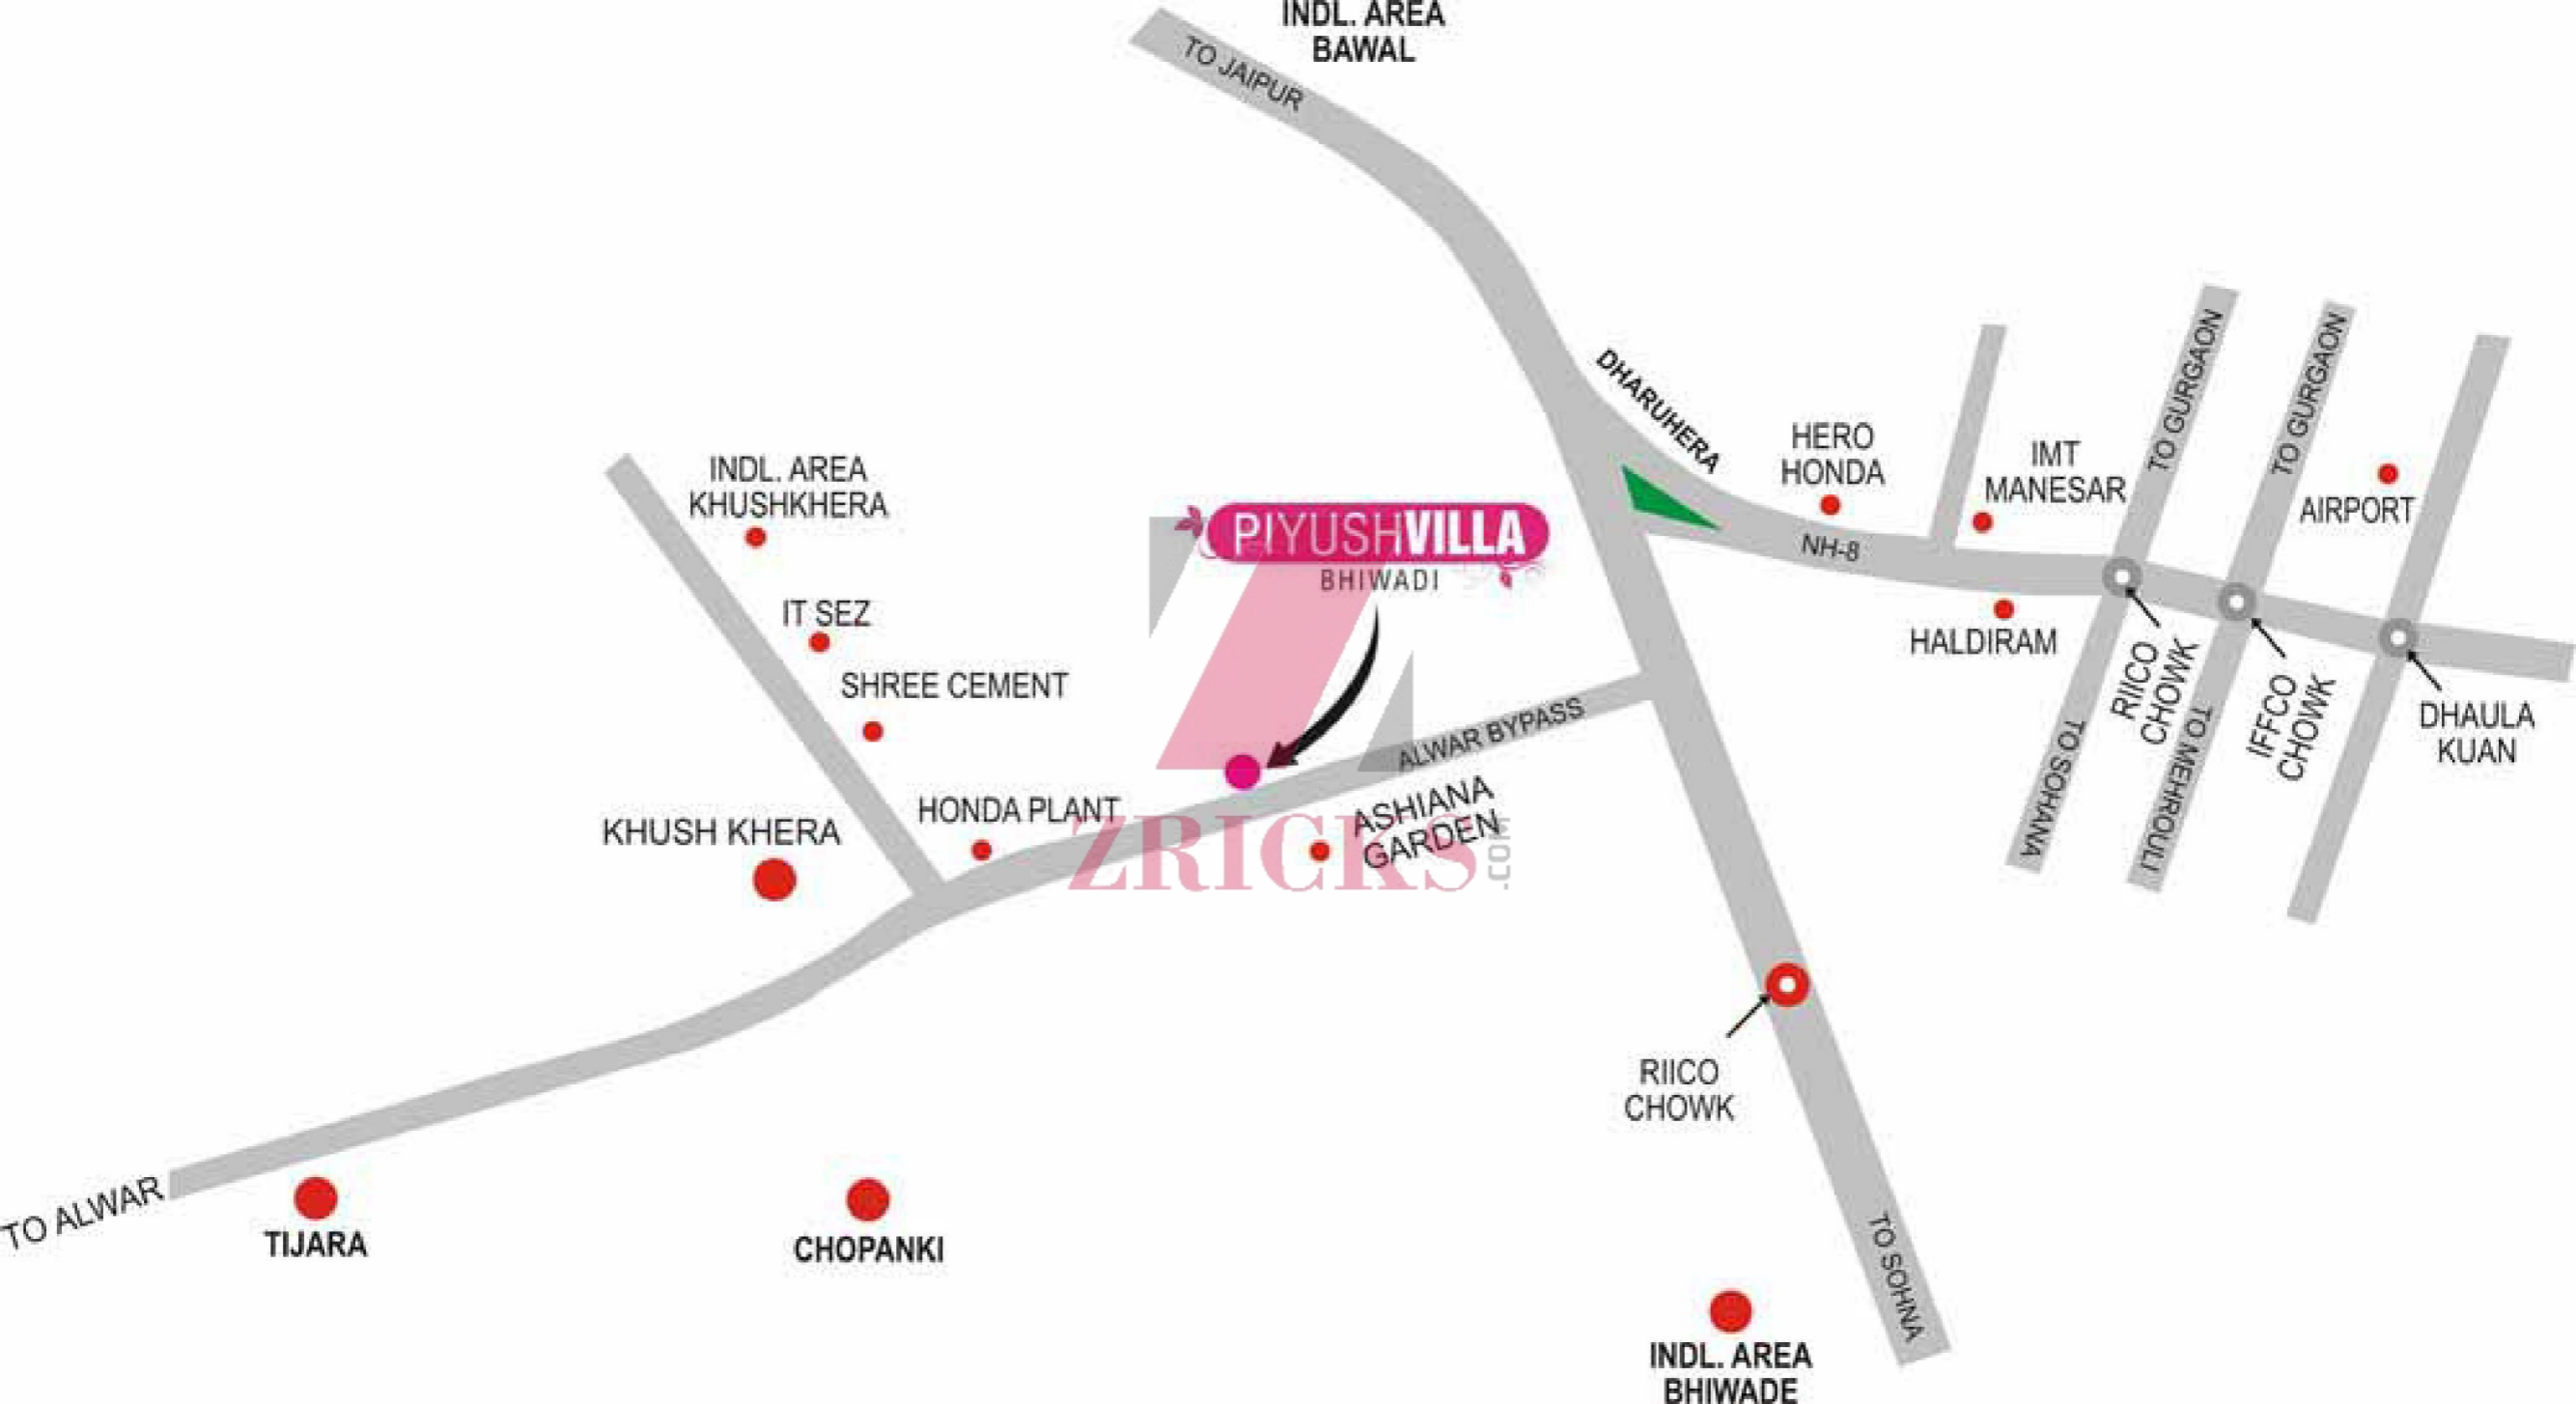 INDL. AREA
BAWAL
TO JAIPUR
DHARUHERA
HERO
HONDA
IMT
MANESAR
TO GURGAON
TO GURGAON
AIRPORT
NH-8
HALDIRAM
RIICO
CHOWK
IFFCO
CHOWK
DHAULA
KUAN
TO SOHANA
TO MEHROULI
INDL. AREA
KHUSHKHERA
IT SEZ
SHREE CEMENT
PIYUSHVILLA
BHIWADI
ALWAR BYPASS
HONDA PLANT
KHUSH KHERA
ASHIANA
GARDEN
ZRICKS
.COM
RIICO
CHOWK
TO ALWAR
TIJARA
CHOPANKI
TO SOHNA
INDL. AREA
BHIWADE